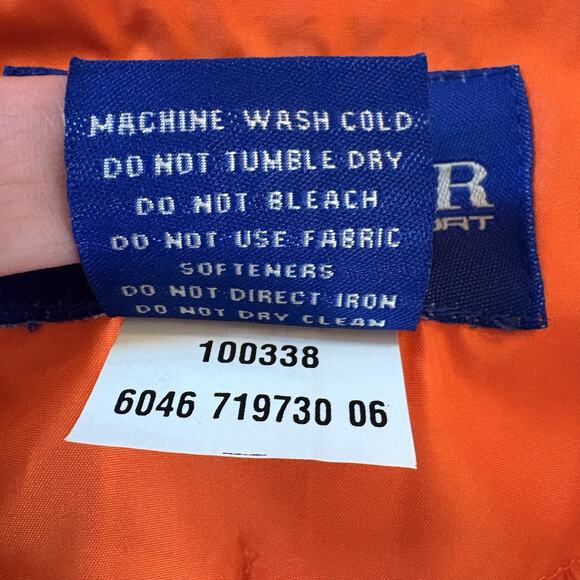 MACHINE WASH COLD
DO NOT TUMBLE DRY
DO NOT BLEACH
DO NOT USE FABRIC
SOFTENERS
DO NOT DIRECT IRON
DO NOT DRY CLEAN
R
ORT
100338
6046 719730 06